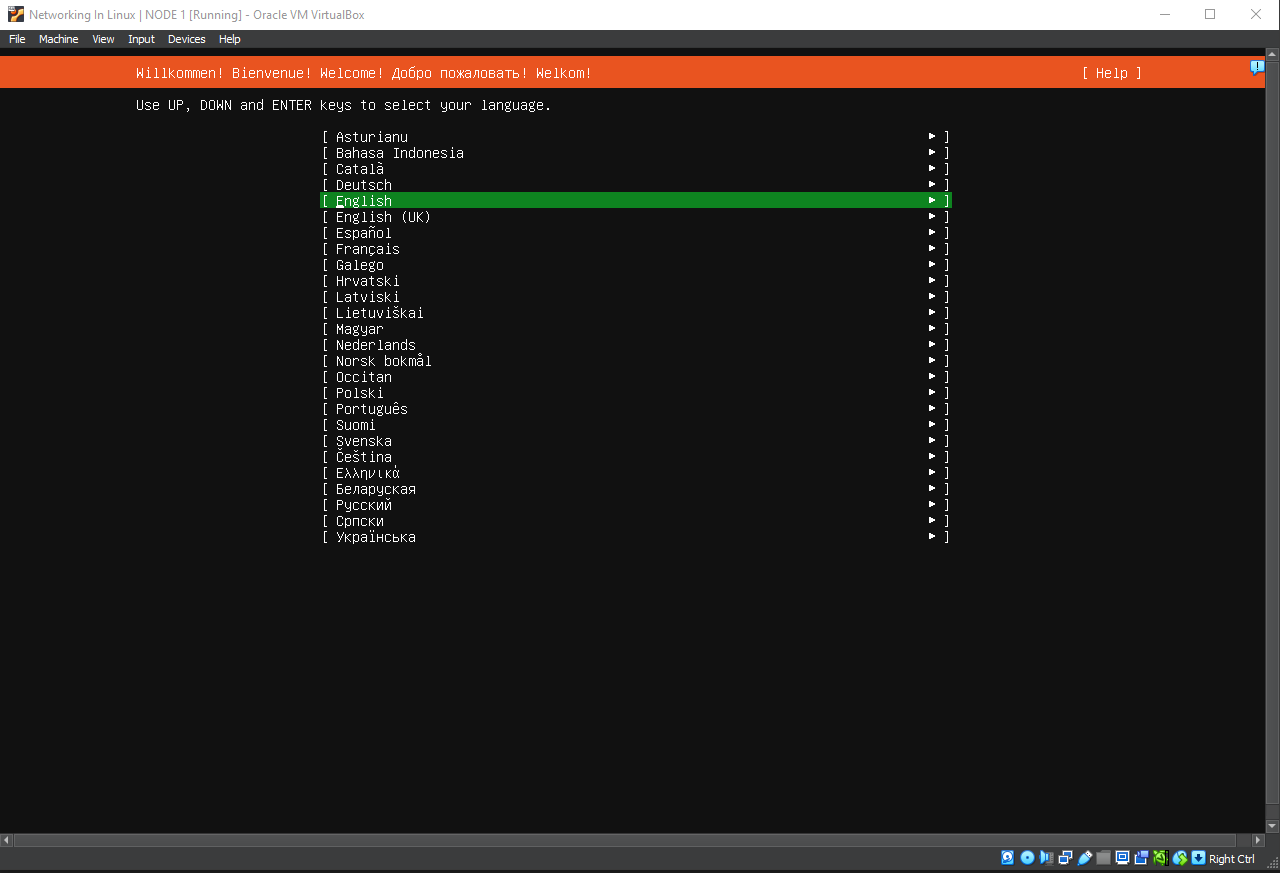 Networking In Linux | NODE 1 [Running] - Oracle VM VirtualBox
File Machine View Input Devices Help
Willkommen! Bienvenue! Welcome! Добро пожаловать! Welkom! [ Help ]
Use UP, DOWN and ENTER keys to select your language.
[ Asturianu ► ]
[ Bahasa Indonesia ► ]
[ Català ► ]
[ Deutsch ► ]
[ English ► ]
[ English (UK) ► ]
[ Español ► ]
[ Français ► ]
[ Galego ► ]
[ Hrvatski ► ]
[ Latviski ► ]
[ Lietuviškai ► ]
[ Magyar ► ]
[ Nederlands ► ]
[ Norsk bokmål ► ]
[ Occitan ► ]
[ Polski ► ]
[ Português ► ]
[ Suomi ► ]
[ Svenska ► ]
[ Čeština ► ]
[ Ελληνικά ► ]
[ Беларуская ► ]
[ Русский ► ]
[ Српски ► ]
[ Українська ► ]
Right Ctrl